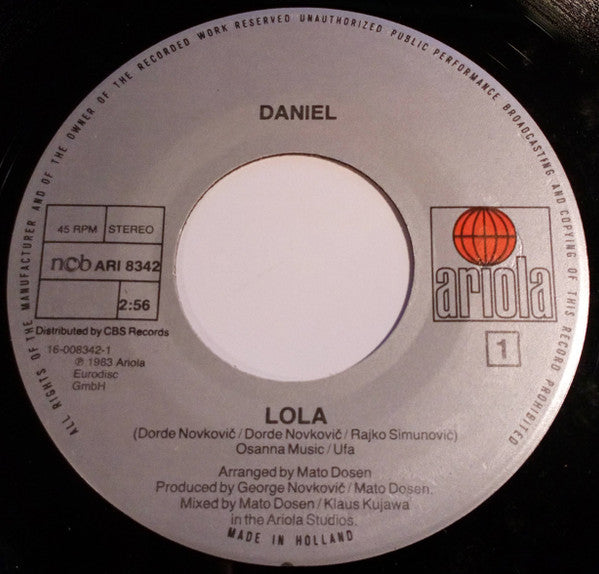 ALL RIGHTS OF THE MANUFACTURER AND OF THE OWNER OF THE RECORDED WORK RESERVED UNAUTHORIZED PUBLIC PERFORMANCE BROADCASTING AND COPYING OF THIS RECORD PROHIBITED
DANIEL
45 RPM STEREO
ncb ARI 8342
2:56
Distributed by CBS Records
16-008342-1
℗ 1983 Ariola
Eurodisc
GmbH
ariola
1
LOLA
(Dorde Novkovič / Dorde Novkovič / Rajko Simunovič)
Osanna Music / Ufa
Arranged by Mato Dosen
Produced by George Novkovič / Mato Dosen.
Mixed by Mato Dosen / Klaus Kujawa
in the Ariola Studios.
MADE IN HOLLAND